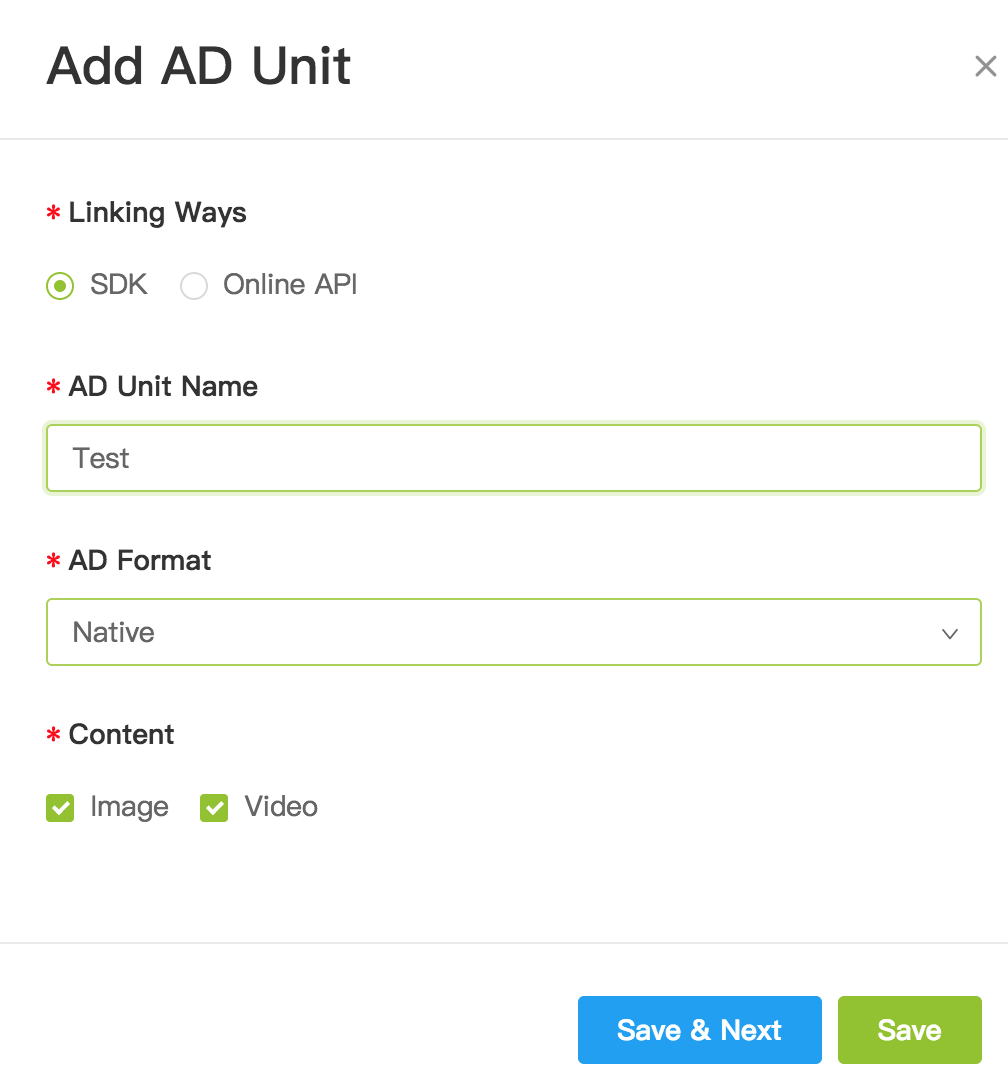 Add AD Unit
* Linking Ways
SDK Online API
* AD Unit Name
Test
* AD Format
Native
* Content
Image Video
Save & Next Save